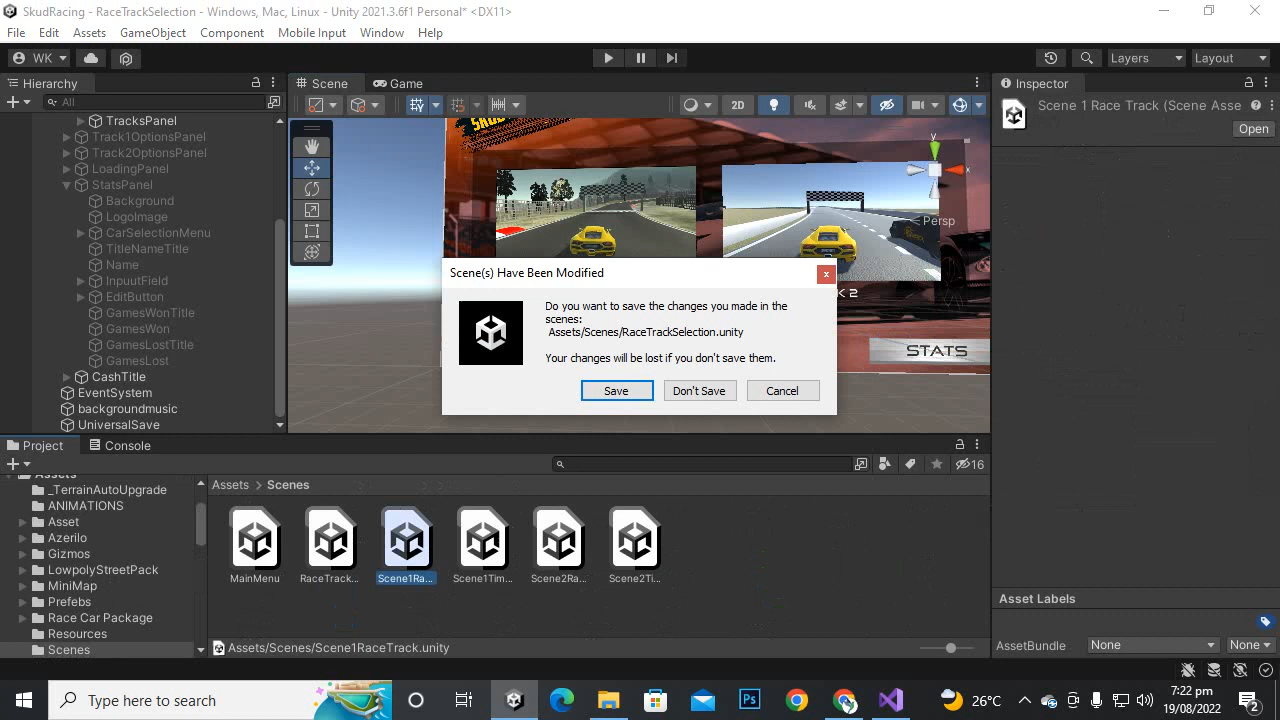 SkudRacing - RaceTrackSelection - Windows, Mac, Linux - Unity 2021.3.6f1 Personal* <DX11>
File Edit Assets GameObject Component Mobile Input Window Help
WK Layers Layout
Hierarchy
All
TracksPanel
Track1OptionsPanel
Track2OptionsPanel
LoadingPanel
StatsPanel
Background
LogoImage
CarSelectionMenu
TitleNameTitle
Name
InpuutField
EditButton
GamesWonTitle
GamesWon
GamesLostTitle
GamesLost
CashTitle
EventSystem
backgroundmusic
UniversalSave
Scene Game
2D
y
x
Persp
K 2
STATS
Scene(s) Have Been Modified
Do you want to save the changes you made in the
scenes:
Assets/Scenes/RaceTrackSelection.unity
Your changes will be lost if you don't save them.
Save Don't Save Cancel
Inspector
Scene 1 Race Track (Scene Asse
Open
Asset Labels
AssetBundle None None
Project Console
16
Assets
_TerrainAutoUpgrade
ANIMATIONS
Asset
Azerilo
Gizmos
LowpolyStreetPack
MiniMap
Prefebs
Race Car Package
Resources
Scenes
Assets > Scenes
MainMenu RaceTrack... Scene1Ra... Scene1Tim... Scene2Ra... Scene2Ti...
Assets/Scenes/Scene1RaceTrack.unity
Type here to search
Ps
26°C
7:22 pm
19/08/2022
2